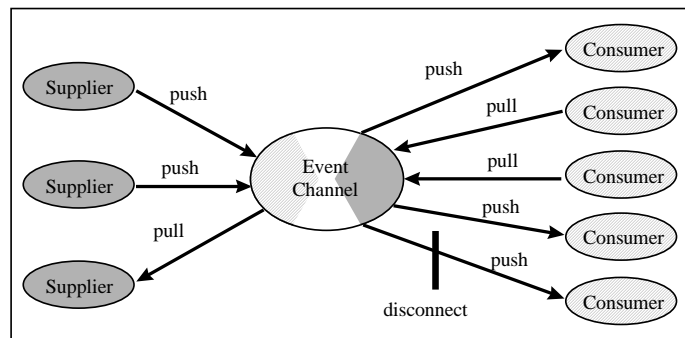 Consumer
push
Supplier
push
pull
Consumer
push
Event
Channel
pull
Supplier
Consumer
pull
push
Consumer
Supplier
push
Consumer
disconnect